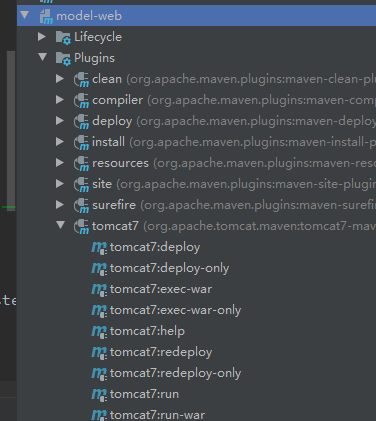 model-web
Lifecycle
Plugins
clean (org.apache.maven.plugins:maven-clean-pl
compiler (org.apache.maven.plugins:maven-comp
deploy (org.apache.maven.plugins:maven-deploy
install (org.apache.maven.plugins:maven-install-p
resources (org.apache.maven.plugins:maven-reso
site (org.apache.maven.plugins:maven-site-plugin
surefire (org.apache.maven.plugins:maven-surefir
tomcat7 (org.apache.tomcat.maven:tomcat7-mav
tomcat7:deploy
tomcat7:deploy-only
tomcat7:exec-war
tomcat7:exec-war-only
tomcat7:help
tomcat7:redeploy
tomcat7:redeploy-only
ste
tomcat7:run
tomcat7:run-war